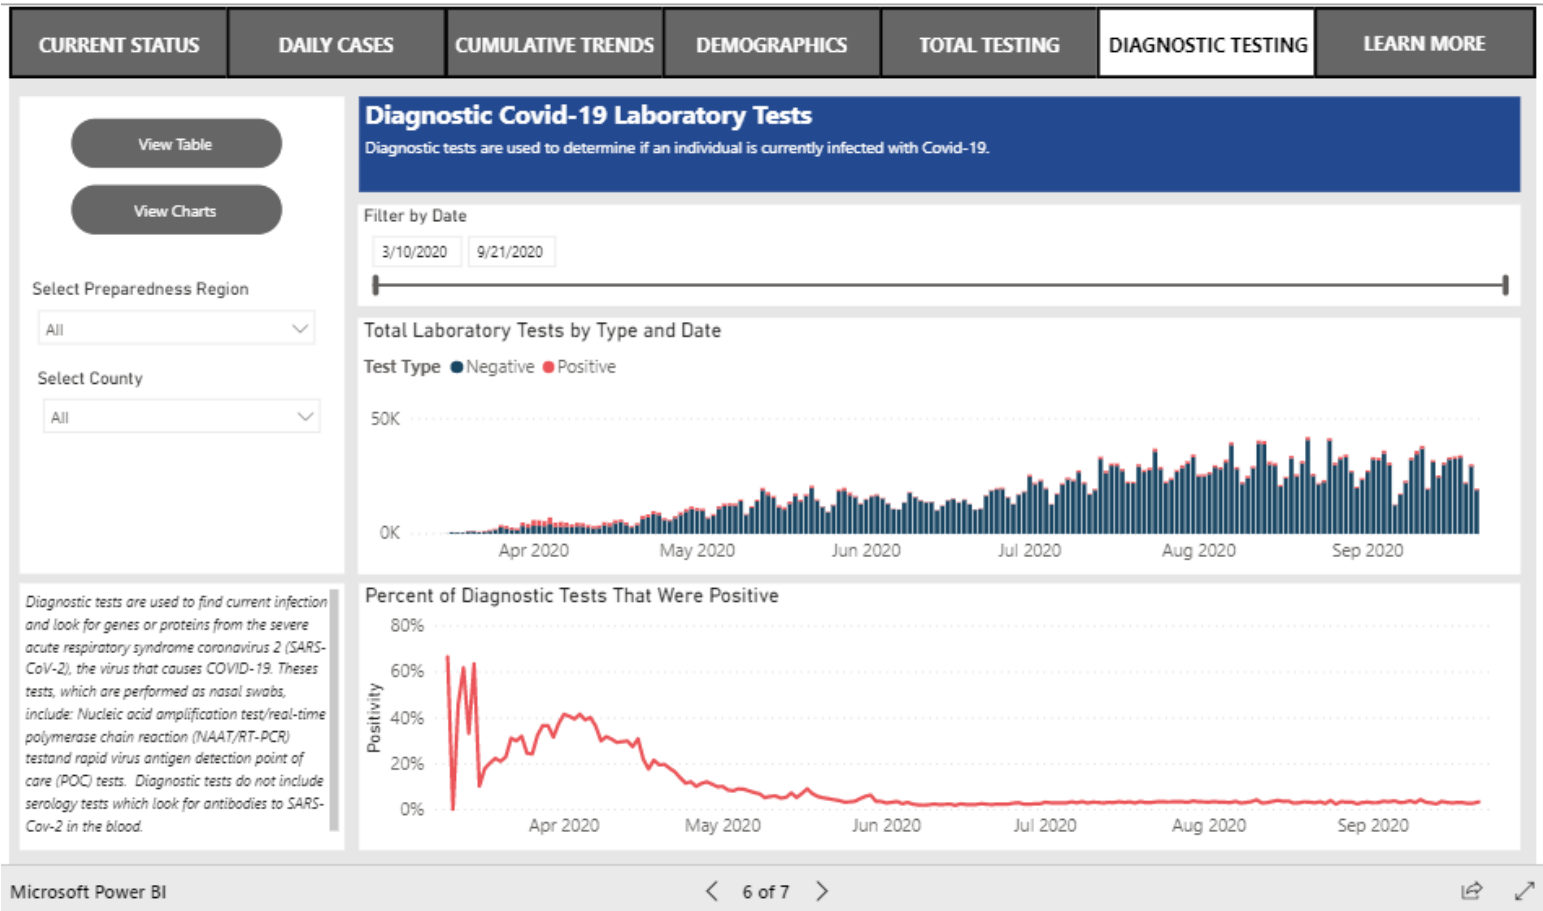 CURRENT STATUS
DAILY CASES
CUMULATIVE TRENDS
DEMOGRAPHICS
TOTAL TESTING
DIAGNOSTIC TESTING
LEARN MORE
View Table
View Charts
Select Preparedness Region
All
Select County
All
Diagnostic tests are used to find current infection
and look for genes or proteins from the severe
acute respiratory syndrome coronavirus 2 (SARS-
CoV-2), the virus that causes COVID-19. Theses
tests, which are performed as nasal swabs,
include: Nucleic acid amplification test/real-time
polymerase chain reaction (NAAT/RT-PCR)
testand rapid virus antigen detection point of
care (POC) tests.  Diagnostic tests do not include
serology tests which look for antibodies to SARS-
Cov-2 in the blood.
Diagnostic Covid-19 Laboratory Tests
Diagnostic tests are used to determine if an individual is currently infected with Covid-19.
Filter by Date
3/10/2020
9/21/2020
Total Laboratory Tests by Type and Date
Test Type Negative Positive
50K
0K
Apr 2020 May 2020 Jun 2020 Jul 2020 Aug 2020 Sep 2020
Percent of Diagnostic Tests That Were Positive
Positivity
80%
60%
40%
20%
0%
Apr 2020 May 2020 Jun 2020 Jul 2020 Aug 2020 Sep 2020
Microsoft Power BI
6 of 7